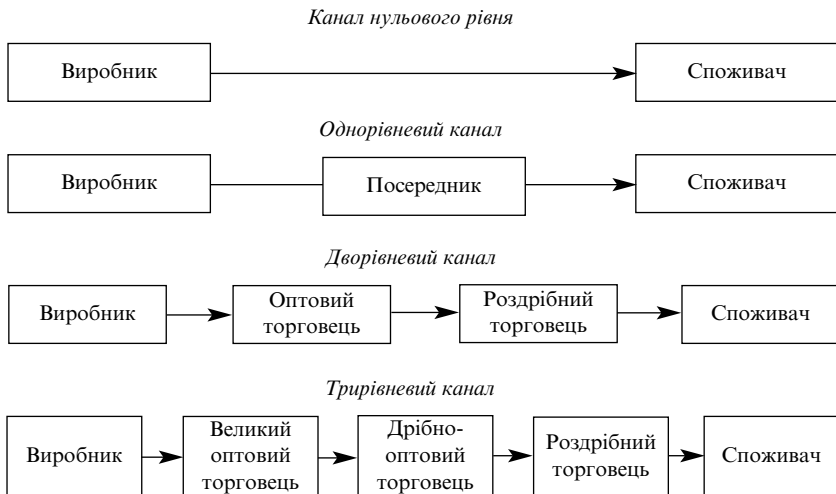 Канал нульового рівня
Виробник
Споживач
Однорівневий канал
Виробник
Посередник
Споживач
Дворівневий канал
Виробник
Оптовий
торговець
Роздрібний
торговець
Споживач
Трирівневий канал
Виробник
Великий
оптовий
торговець
Дрібно-
оптовий
торговець
Роздрібний
торговець
Споживач